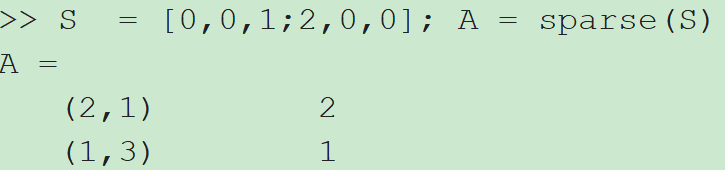 >> S  = [0,0,1;2,0,0]; A = sparse(S)
A =
(2,1) 2
(1,3) 1